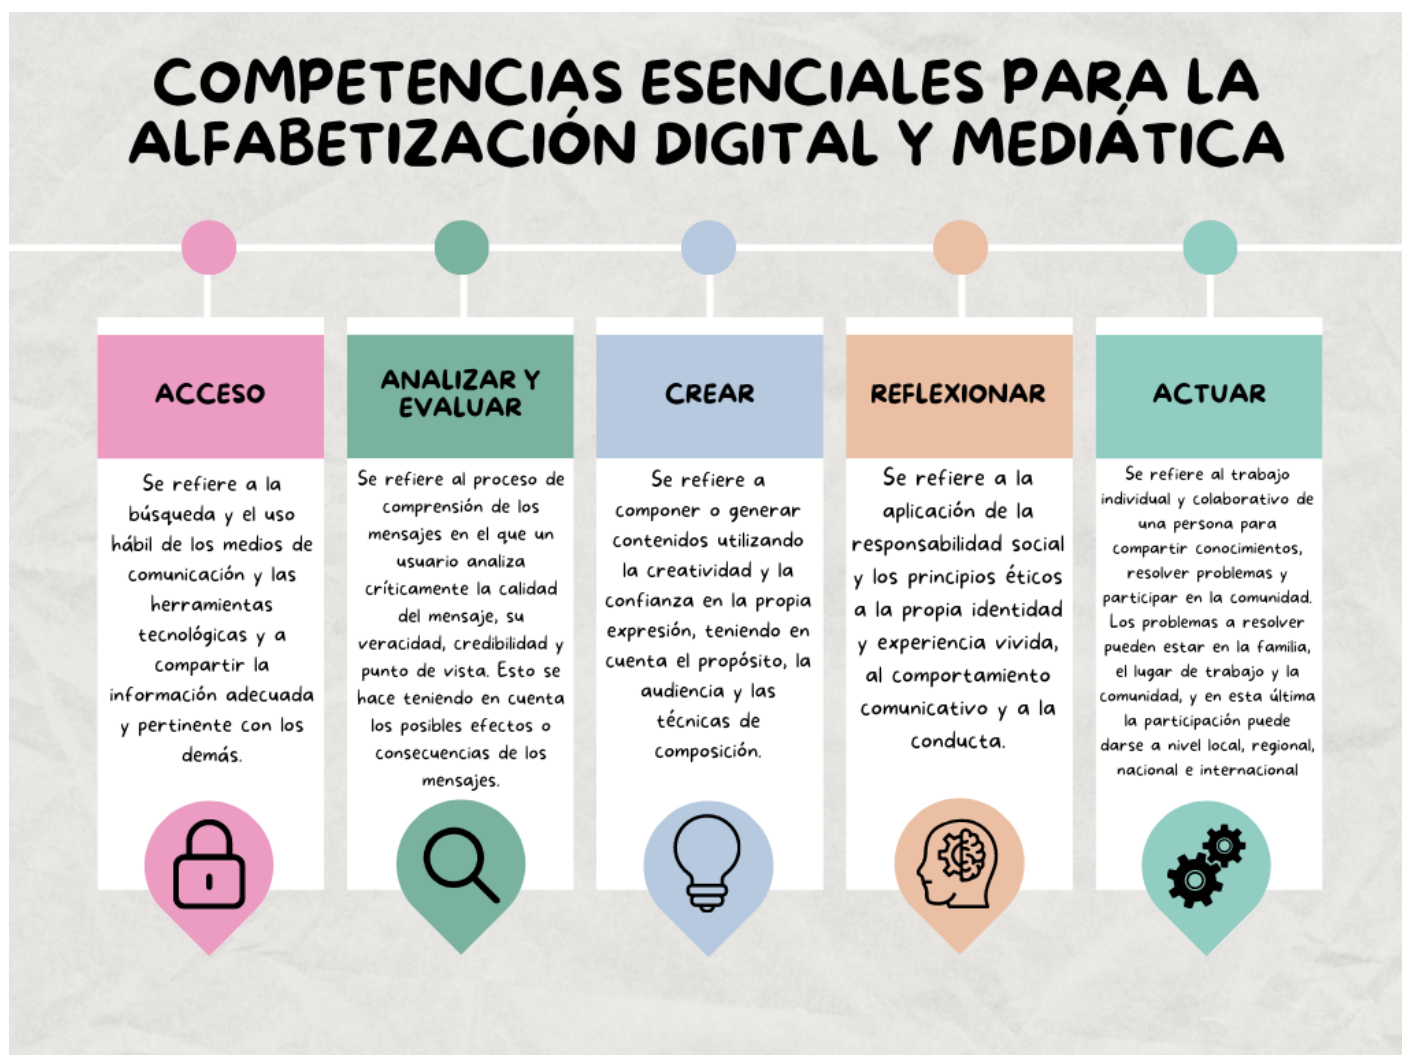 COMPETENCIAS ESENCIALES PARA LA
ALFABETIZACIÓN DIGITAL Y MEDIÁTICA
ACCESO
Se refiere a la
búsqueda y el uso
hábil de los medios de
comunicación y las
herramientas
tecnológicas y a
compartir la
información adecuada
y pertinente con los
demás.
ANALIZAR Y
EVALUAR
Se refiere al proceso de
comprensión de los
mensajes en el que un
usuario analiza
críticamente la calidad
del mensaje, su
veracidad, credibilidad y
punto de vista. Esto se
hace teniendo en cuenta
los posibles efectos o
consecuencias de los
mensajes.
CREAR
Se refiere a
componer o generar
contenidos utilizando
la creatividad y la
confianza en la propia
expresión, teniendo en
cuenta el propósito, la
audiencia y las
técnicas de
composición.
REFLEXIONAR
Se refiere a la
aplicación de la
responsabilidad social
y los principios éticos
a la propia identidad
y experiencia vivida,
al comportamiento
comunicativo y a la
conducta.
ACTUAR
Se refiere al trabajo
individual y colaborativo de
una persona para
compartir conocimientos,
resolver problemas y
participar en la comunidad.
Los problemas a resolver
pueden estar en la familia,
el lugar de trabajo y la
comunidad, y en esta última
la participación puede
darse a nivel local, regional,
nacional e internacional